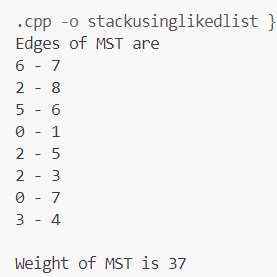 .cpp -o stackusinglikedlist }
Edges of MST are
6 - 7
2 - 8
5 - 6
0 - 1
2 - 5
2 - 3
0 - 7
3 - 4
Weight of MST is 37